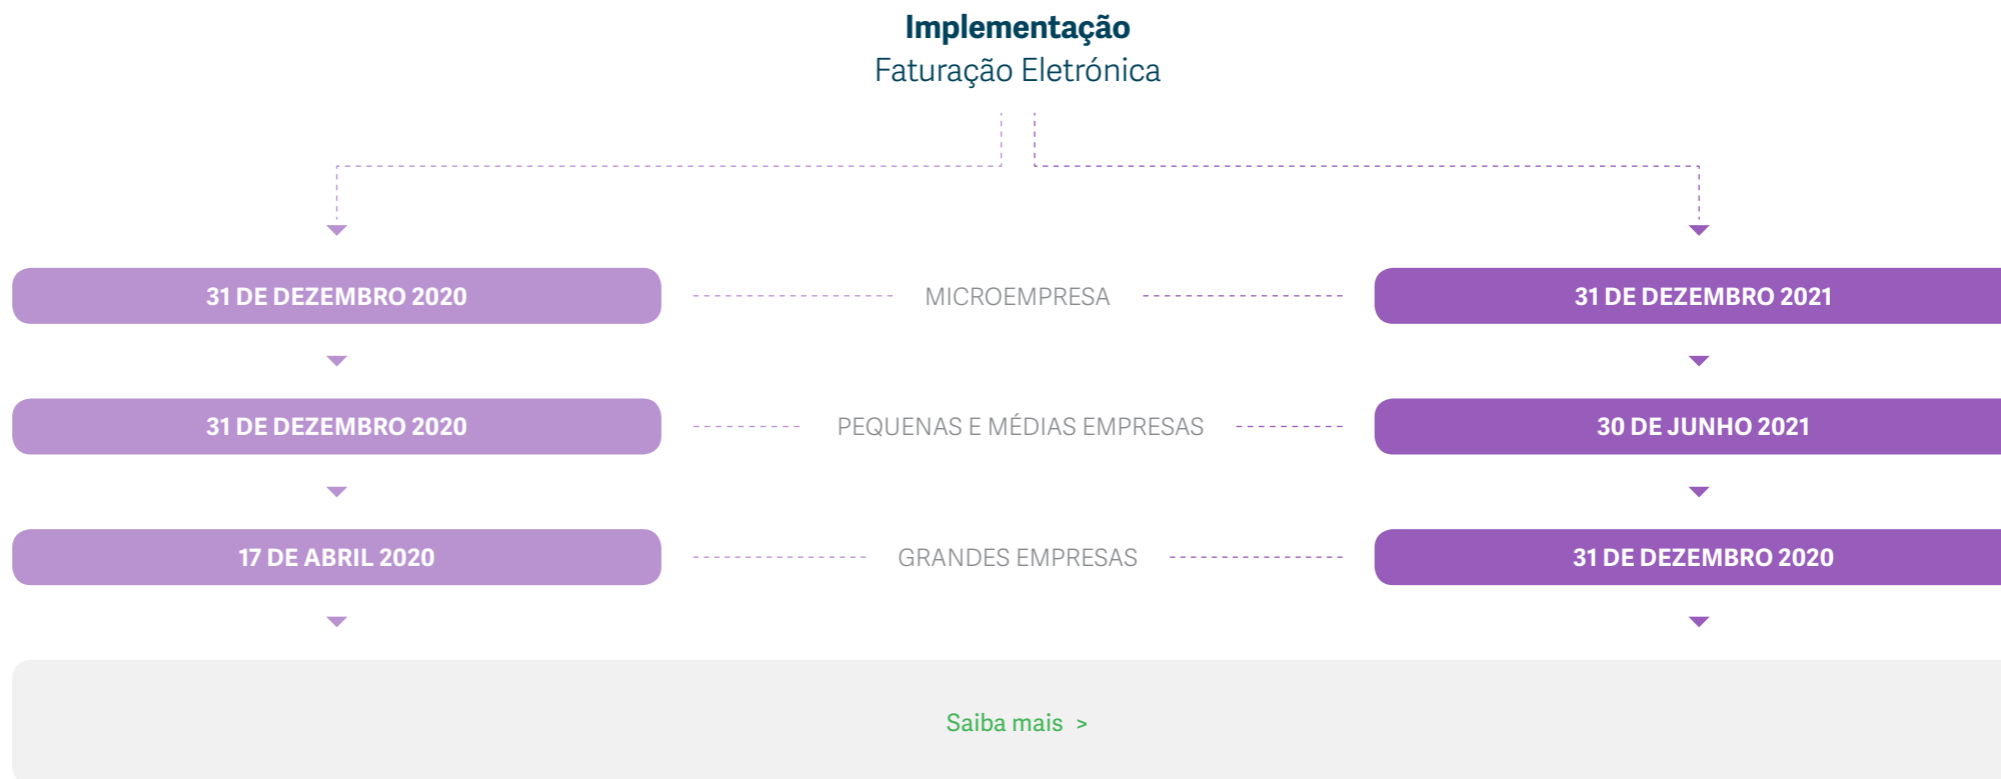 Implementação
Faturação Eletrónica
31 DE DEZEMBRO 2020
MICROEMPRESA
31 DE DEZEMBRO 2021
31 DE DEZEMBRO 2020
PEQUENAS E MÉDIAS EMPRESAS
30 DE JUNHO 2021
17 DE ABRIL 2020
GRANDES EMPRESAS
31 DE DEZEMBRO 2020
Saiba mais >